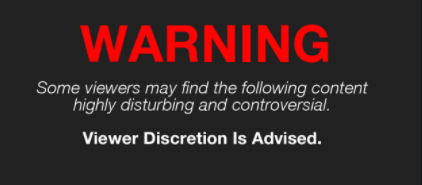 WARNING
Some viewers may find the following content
highly disturbing and controversial.
Viewer Discretion Is Advised.